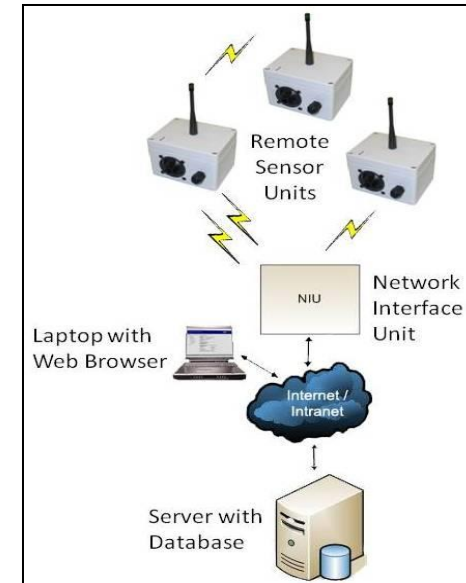 Remote
Sensor
Units
NIU
Network
Interface
Unit
Laptop with
Web Browser
Internet /
Intranet
Server with
Database